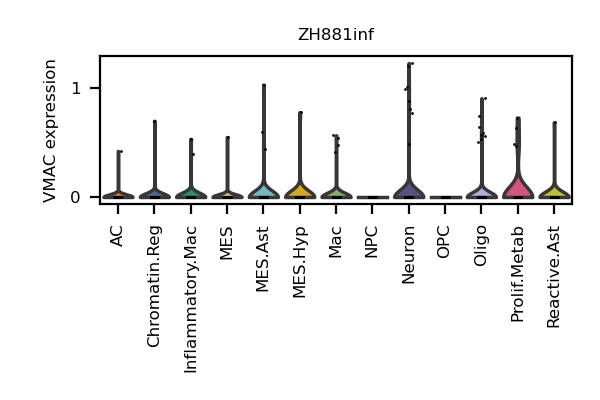 ZH881inf
VMAC expression
1
0
AC
Chromatin.Reg
Inflammatory.Mac
MES
MES.Ast
MES.Hyp
Mac
NPC
Neuron
OPC
Oligo
Prolif.Metab
Reactive.Ast